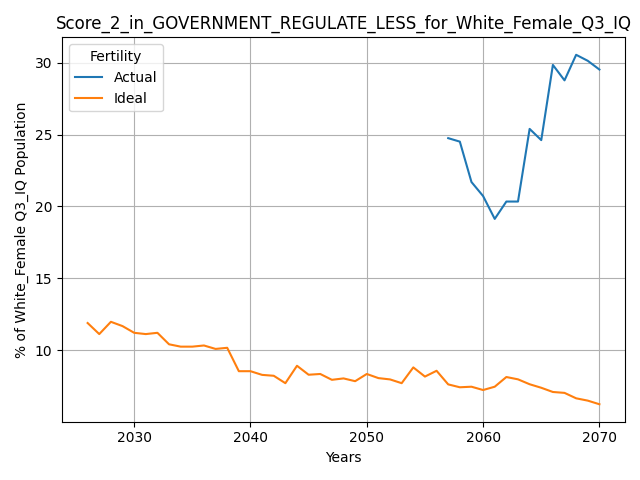 Score_2_in_GOVERNMENT_REGULATE_LESS_for_White_Female_Q3_IQ
Fertility
Actual
Ideal
% of White_Female Q3_IQ Population
30
25
20
15
10
2030
2040
2050
2060
2070
Years